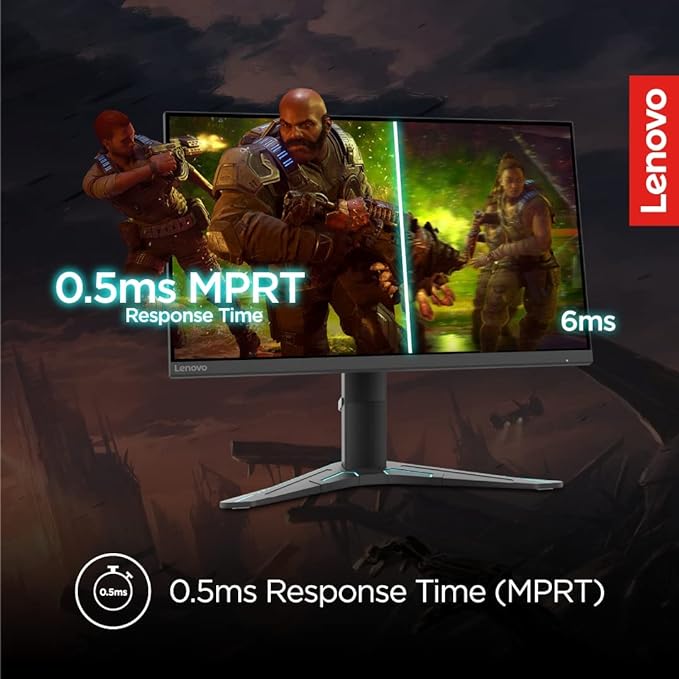 Lenovo
0.5ms MPRT
Response Time
6ms
Lenovo
0.5ms
0.5ms Response Time (MPRT)